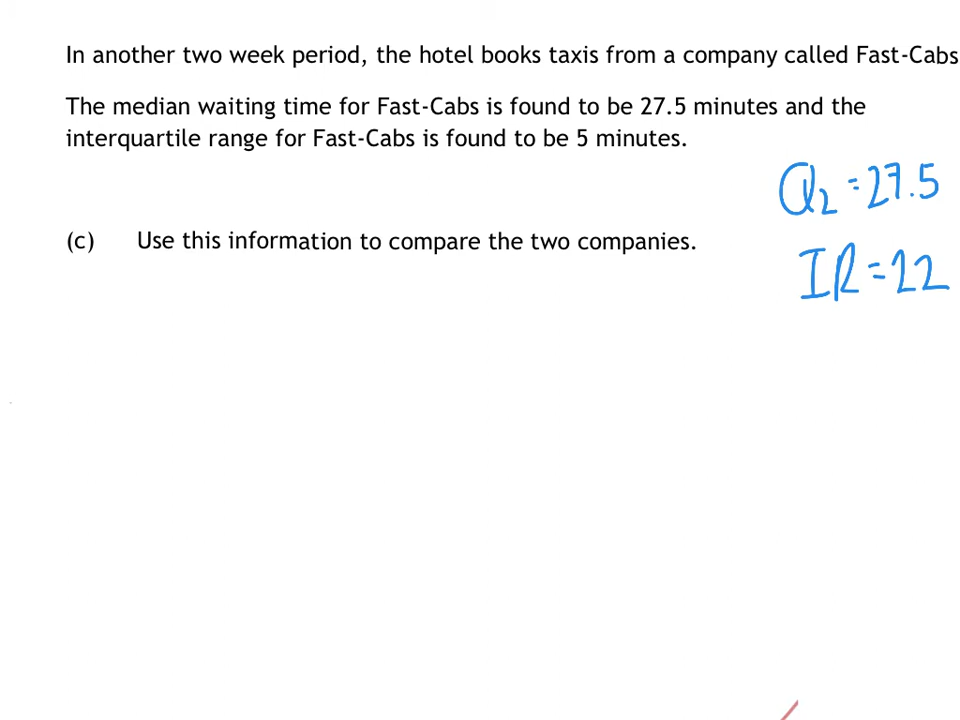 In another two week period, the hotel books taxis from a company called Fast-Cabs
The median waiting time for Fast-Cabs is found to be 27.5 minutes and the
interquartile range for Fast-Cabs is found to be 5 minutes.
Q2 = 27.5
(c) Use this information to compare the two companies.
IR = 22